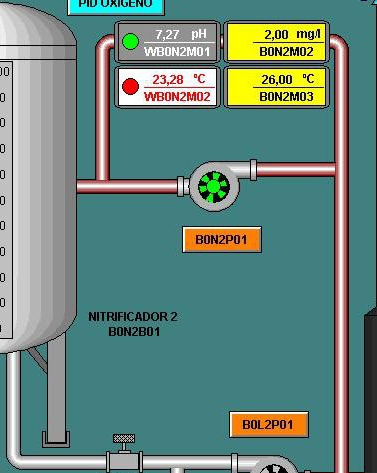 PID OXIGENO
7,27 pH
WB0N2M01
2,00 mg/l
B0N2M02
23,28 °C
WB0N2M02
26,00 °C
B0N2M03
B0N2P01
NITRIFICADOR 2
B0N2B01
B0L2P01